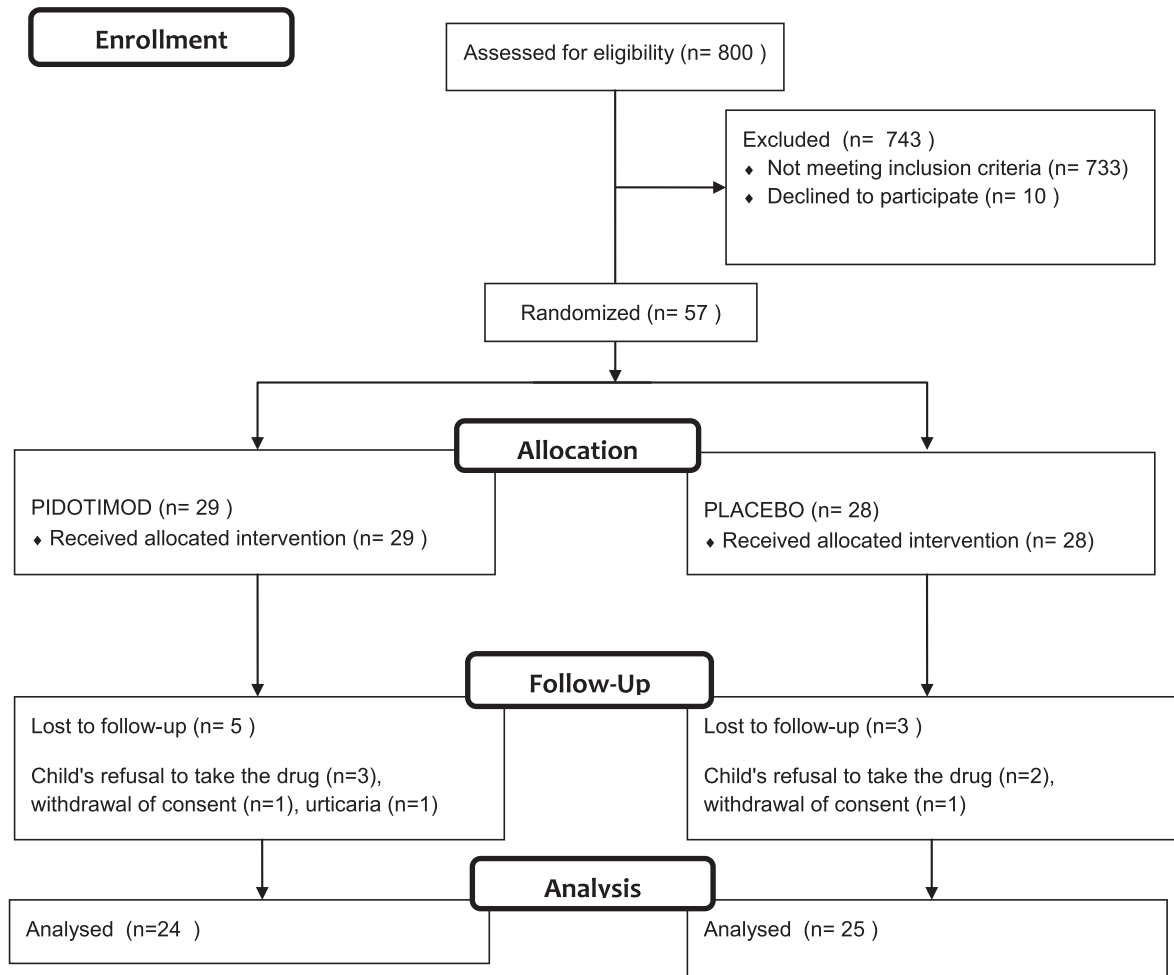 Enrollment
Assessed for eligibility (n= 800 )
Excluded (n= 743 )
♦ Not meeting inclusion criteria (n= 733)
♦ Declined to participate (n= 10 )
Randomized (n= 57 )
Allocation
PIDOTIMOD (n= 29 )
♦ Received allocated intervention (n= 29 )
PLACEBO (n= 28)
♦ Received allocated intervention (n= 28)
Follow-Up
Lost to follow-up (n= 5 )
Child's refusal to take the drug (n=3),
withdrawal of consent (n=1), urticaria (n=1)
Lost to follow-up (n=3 )
Child's refusal to take the drug (n=2),
withdrawal of consent (n=1)
Analysis
Analysed (n=24 )
Analysed (n= 25 )